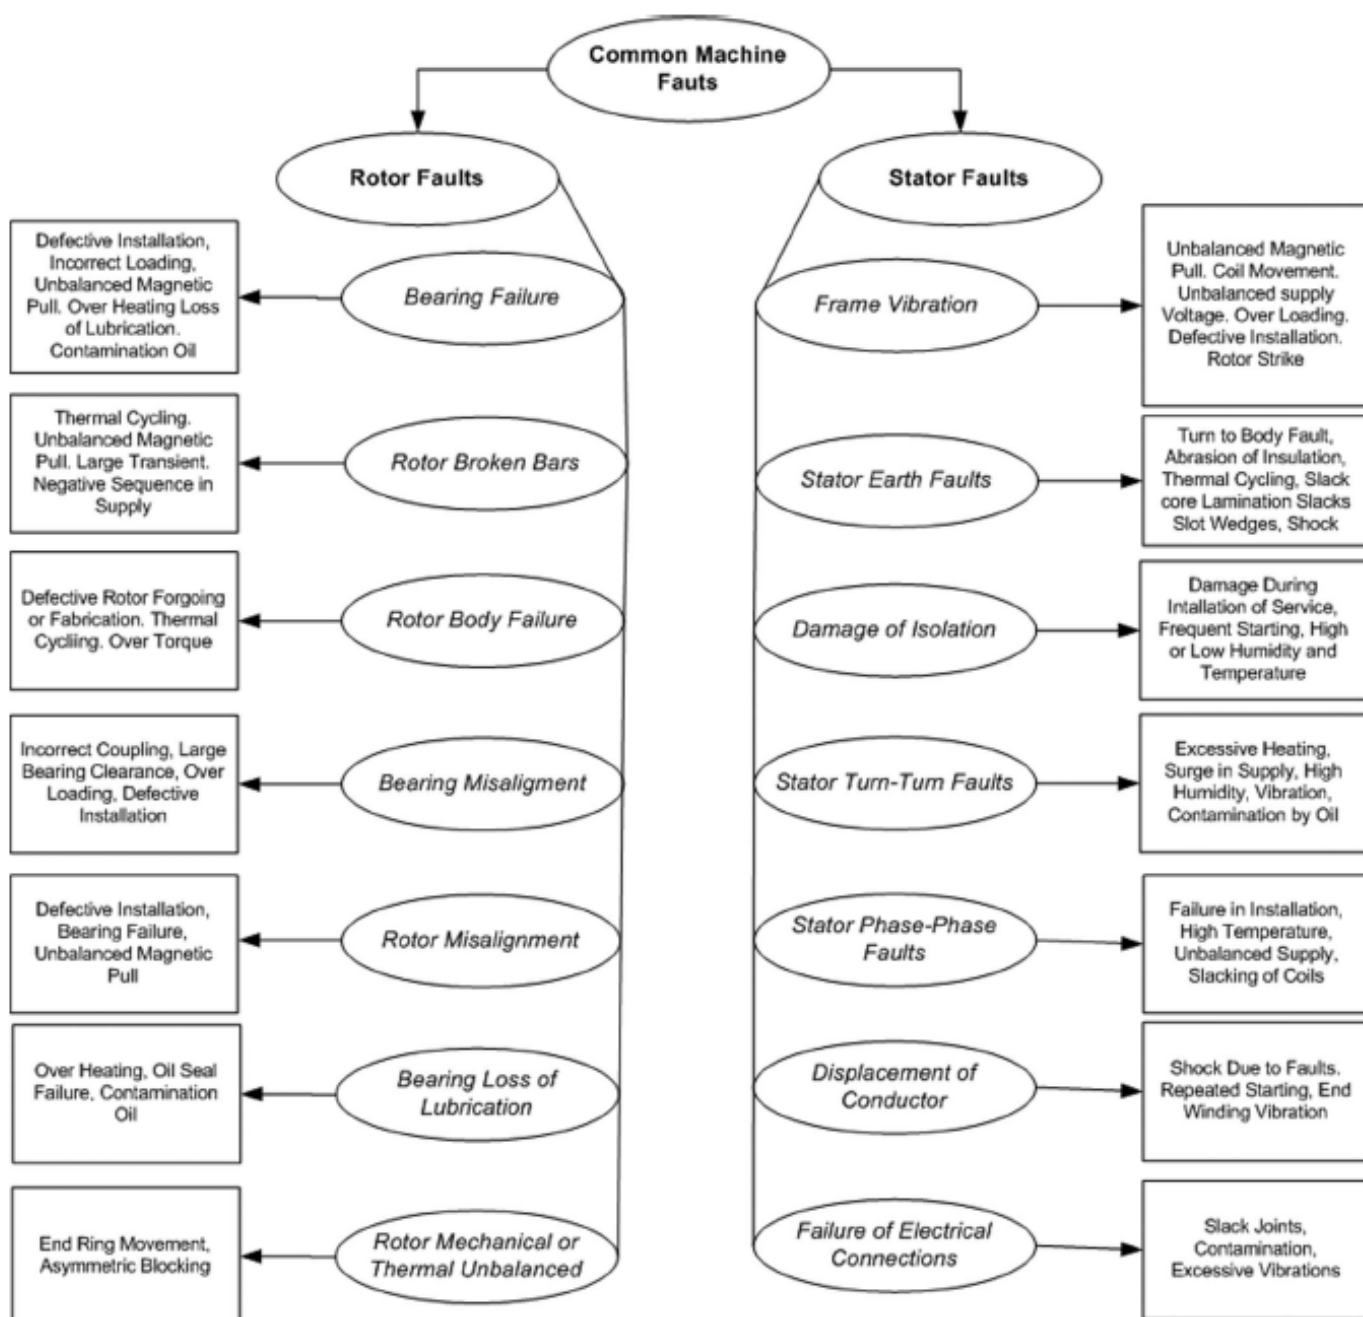 Common Machine
Fauts
Rotor Faults
Stator Faults
Defective Installation,
Incorrect Loading,
Unbalanced Magnetic
Pull. Over Heating Loss
of Lubrication.
Contamination Oil
Bearing Failure
Frame Vibration
Unbalanced Magnetic
Pull. Coil Movement.
Unbalanced supply
Voltage. Over Loading.
Defective Installation.
Rotor Strike
Thermal Cycling.
Unbalanced Magnetic
Pull. Large Transient.
Negative Sequence in
Supply
Rotor Broken Bars
Stator Earth Faults
Turn to Body Fault,
Abrasion of Insulation,
Thermal Cycling, Slack
core Lamination Slacks
Slot Wedges, Shock
Defective Rotor Forgoing
or Fabrication. Thermal
Cycliing. Over Torque
Rotor Body Failure
Damage of Isolation
Damage During
Intallation of Service,
Frequent Starting, High
or Low Humidity and
Temperature
Incorrect Coupling, Large
Bearing Clearance, Over
Loading, Defective
Installation
Bearing Misaligment
Stator Turn-Turn Faults
Excessive Heating,
Surge in Supply, High
Humidity, Vibration,
Contamination by Oil
Defective Installation,
Bearing Failure,
Unbalanced Magnetic
Pull
Rotor Misalignment
Stator Phase-Phase
Faults
Failure in Installation,
High Temperature,
Unbalanced Supply,
Slacking of Coils
Over Heating, Oil Seal
Failure, Contamination
Oil
Bearing Loss of
Lubrication
Displacement of
Conductor
Shock Due to Faults.
Repeated Starting, End
Winding Vibration
End Ring Movement,
Asymmetric Blocking
Rotor Mechanical or
Thermal Unbalanced
Failure of Electrical
Connections
Slack Joints,
Contamination,
Excessive Vibrations